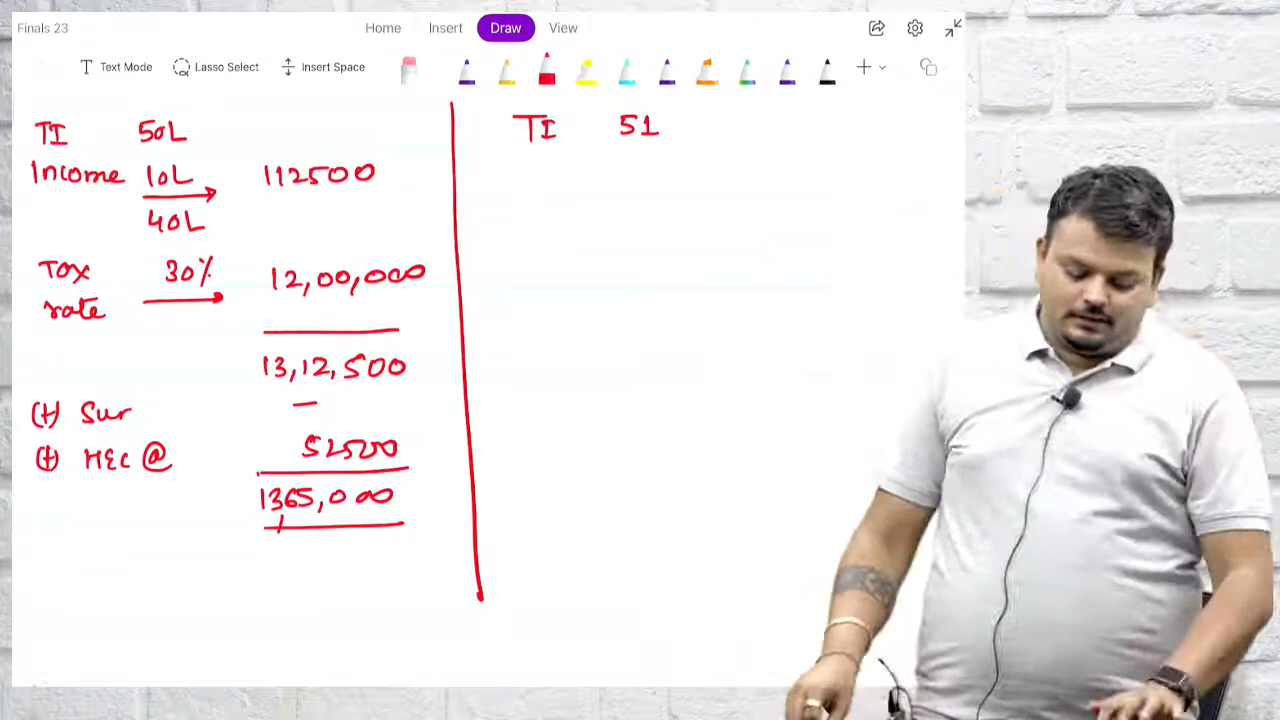 Finals 23
Home Insert Draw View
Text Mode Lasso Select Insert Space
TI 50L
Income 10L 112500
40L
Tax 30% 12,00,000
rate
13,12,500
(+) Sur —
(+) HEC @ 52500
1365,000
TI 51